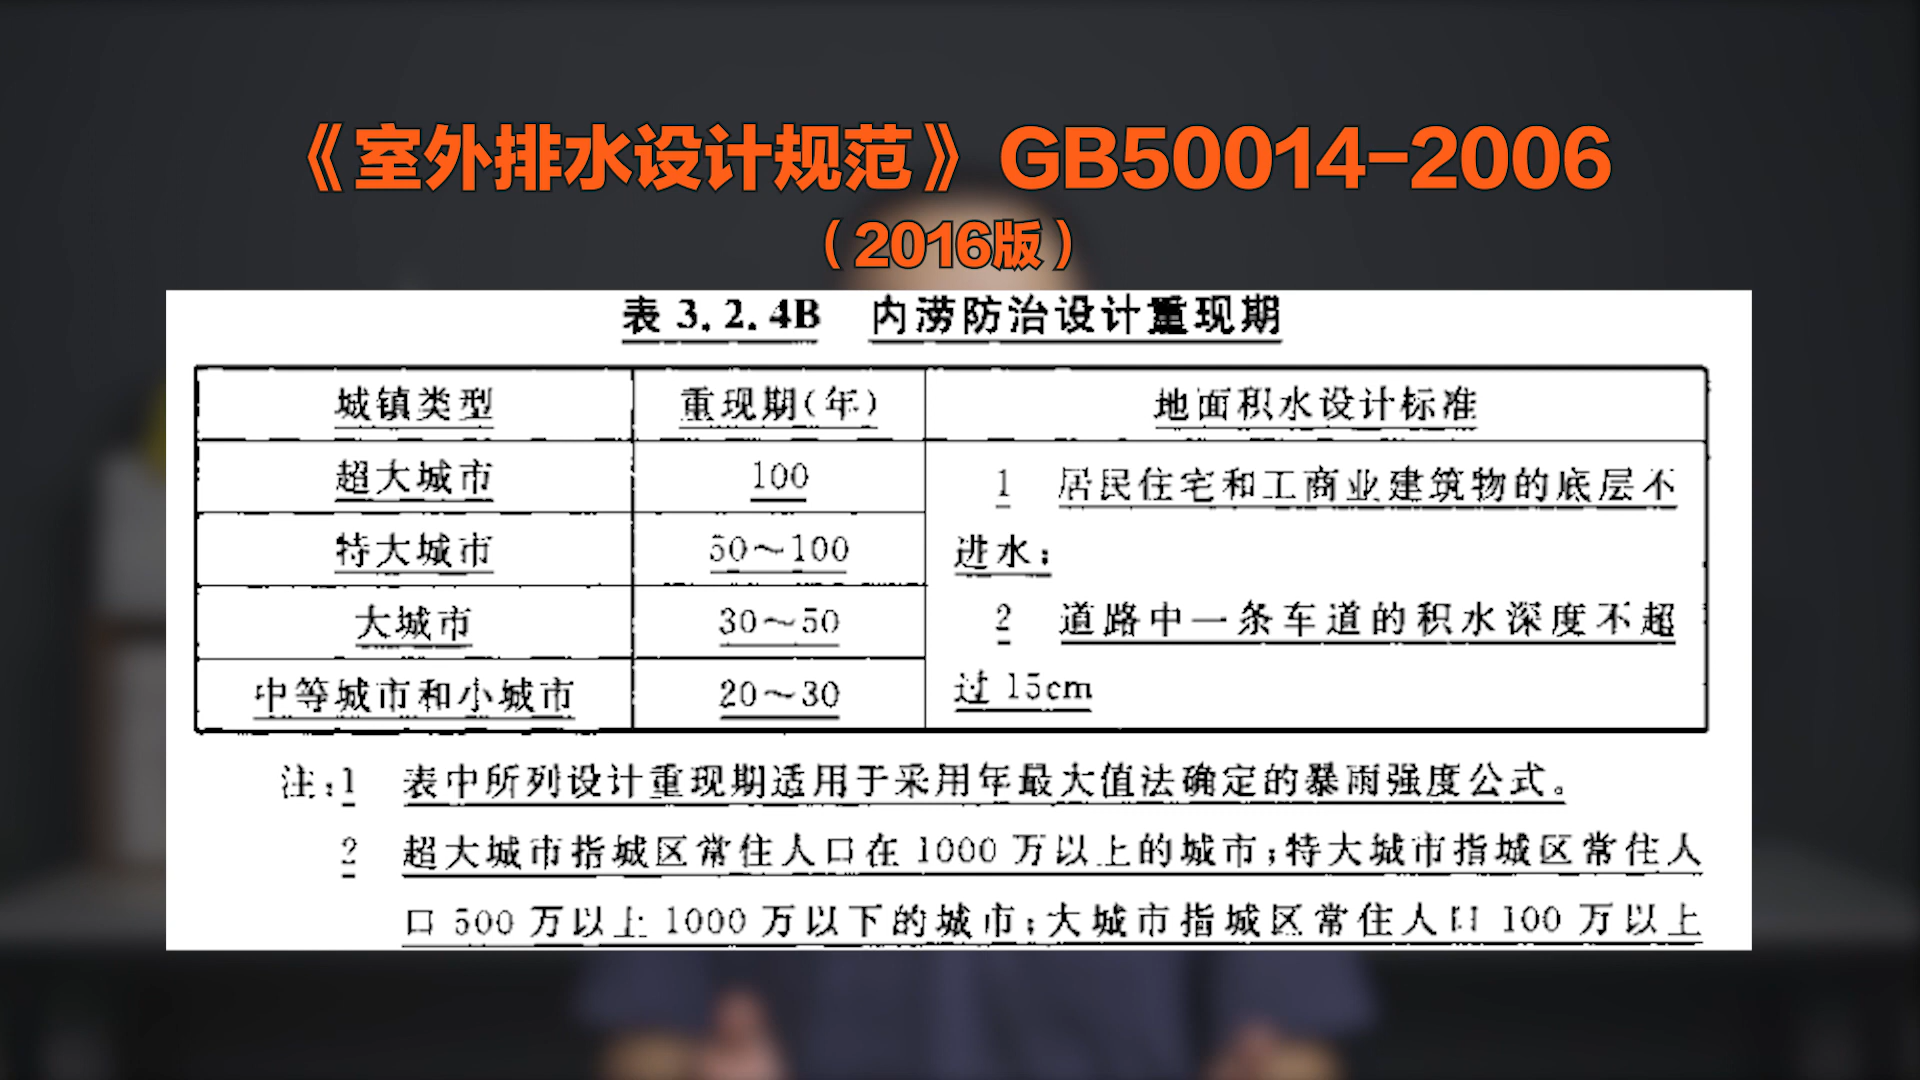 《室外排水设计规范》GB50014-2006
（2016版）
表 3.2.4B 内涝防治设计重现期
城镇类型 重现期(年) 地面积水设计标准
超大城市 100
特大城市 50～100
大城市 30～50
中等城市和小城市 20～30
1 居民住宅和工商业建筑物的底层不
进水；
2 道路中一条车道的积水深度不超
过 15cm
注：1 表中所列设计重现期适用于采用年最大值法确定的暴雨强度公式。
2 超大城市指城区常住人口在 1000 万以上的城市；特大城市指城区常住人
口 500 万以上 1000 万以下的城市；大城市指城区常住人口 100 万以上